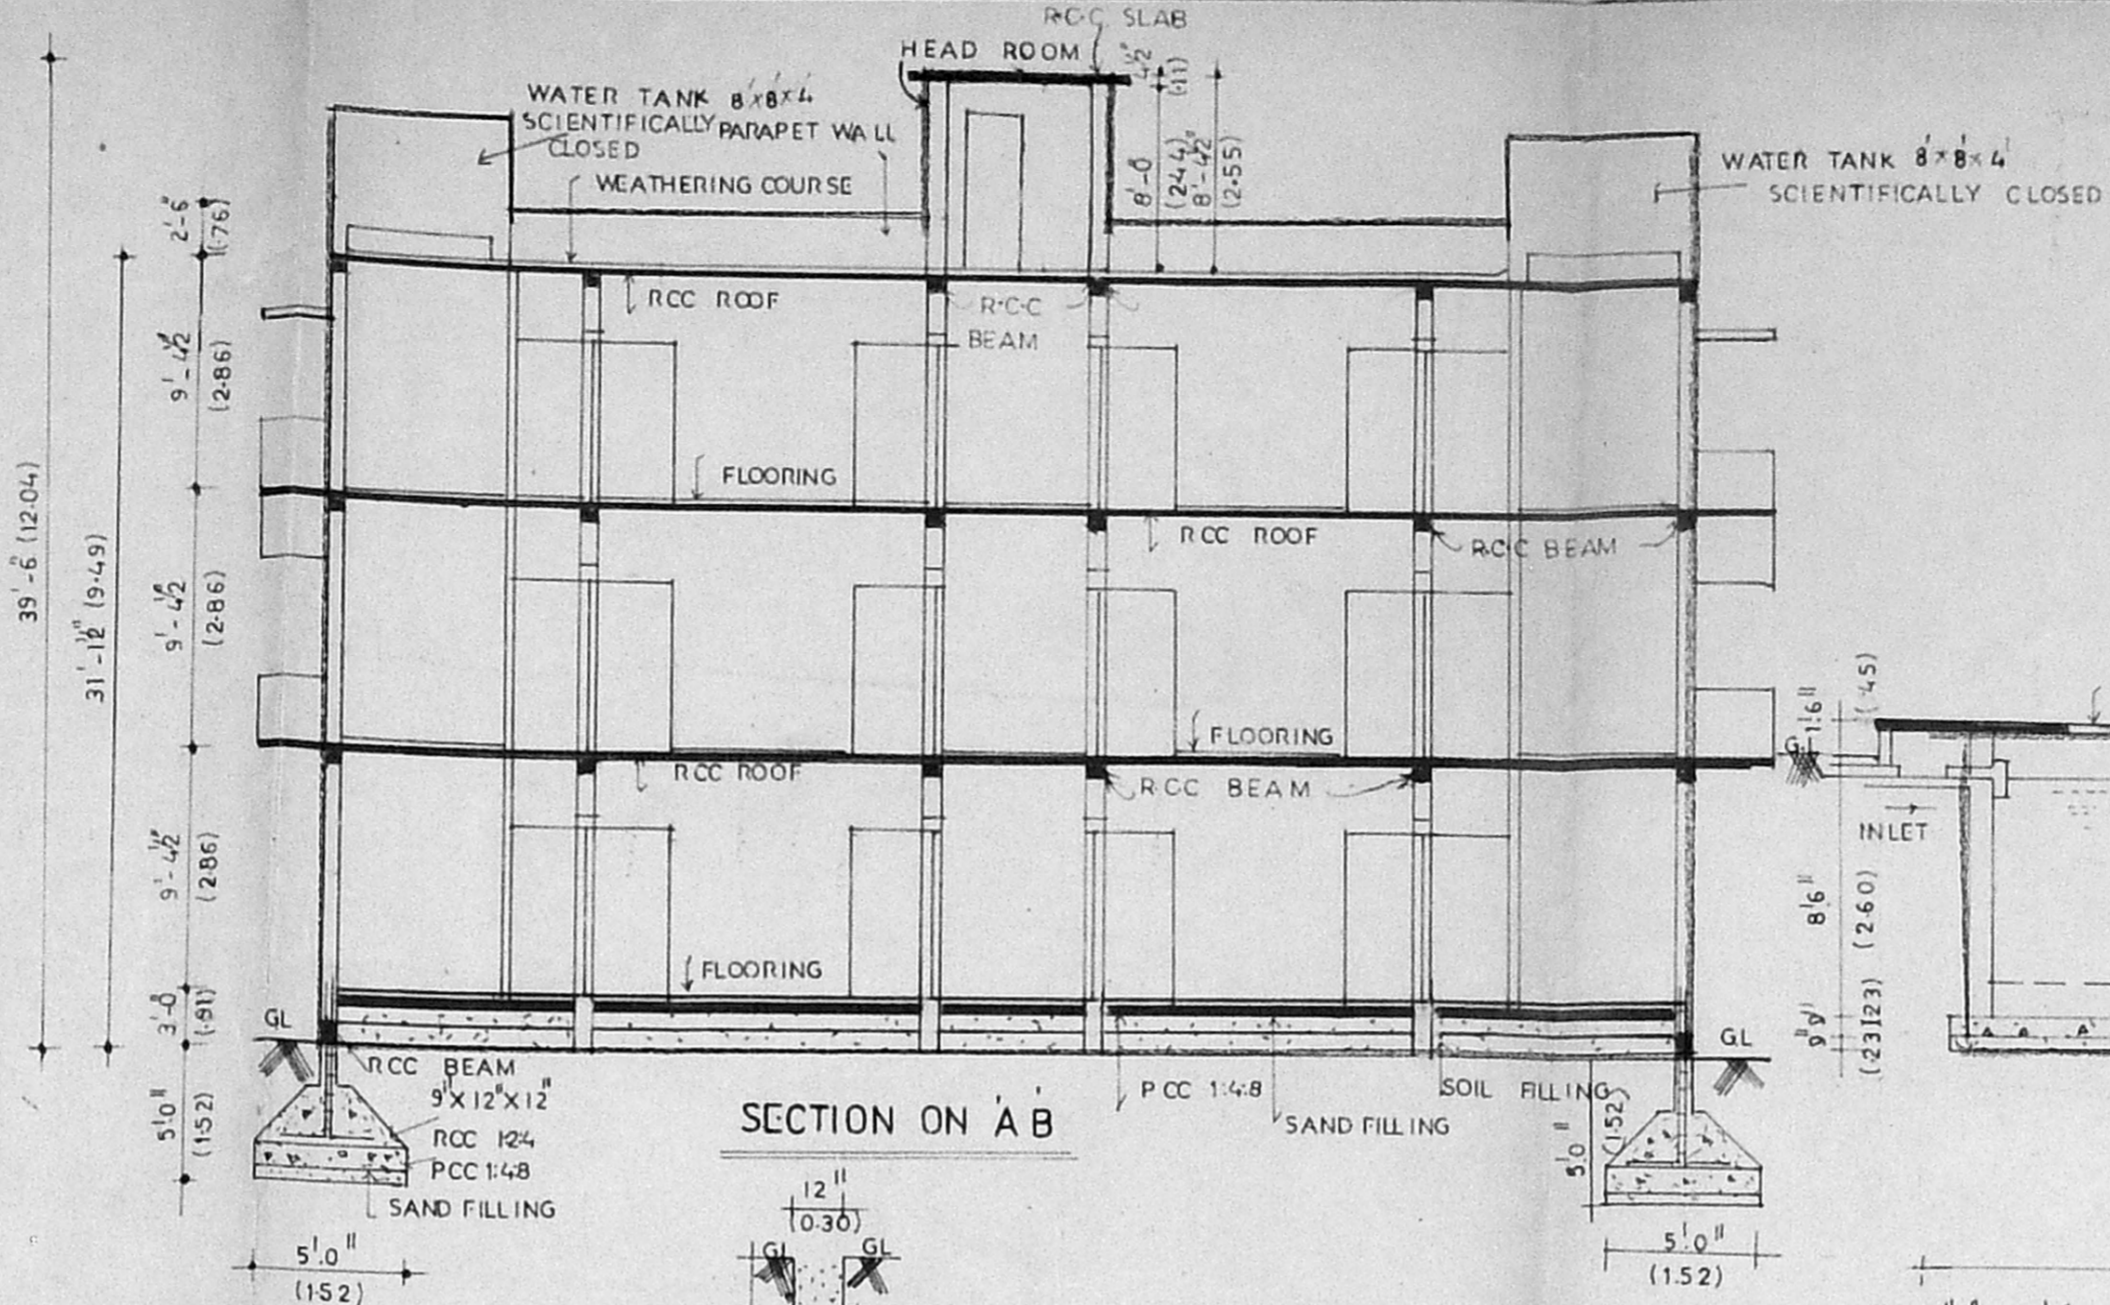 R.C.C. SLAB
HEAD ROOM
4½"
(.11)
WATER TANK 8'x8'x4'
SCIENTIFICALLY
CLOSED
PARAPET WALL
WEATHERING COURSE
8'-0"
(2.44)
8'-4½"
(2.55)
WATER TANK 8'x8'x4'
SCIENTIFICALLY CLOSED
2'-6"
(.76)
RCC ROOF
R.C.C
BEAM
9'-4½"
(2.86)
FLOORING
39'-6" (12.04)
31'-1½" (9.49)
RCC ROOF
R.C.C BEAM
9'-4½"
(2.86)
FLOORING
RCC ROOF
R.C.C BEAM
9'-4½"
(2.86)
FLOORING
3'-0"
(.91)
GL
GL
RCC BEAM
9"X12"X12"
RCC 1:2:4
PCC 1:4:8
SAND FILLING
5'.0"
(1.52)
5'.0"
(1.52)
SECTION ON 'A B'
PCC 1:4:8
SAND FILLING
SOIL FILLING
5'.0"
(1.52)
5'.0"
(1.52)
12"
(0.30)
GL
GL
1'6"
(.45)
INLET
8'6"
(2.60)
9"
9"
(.23)